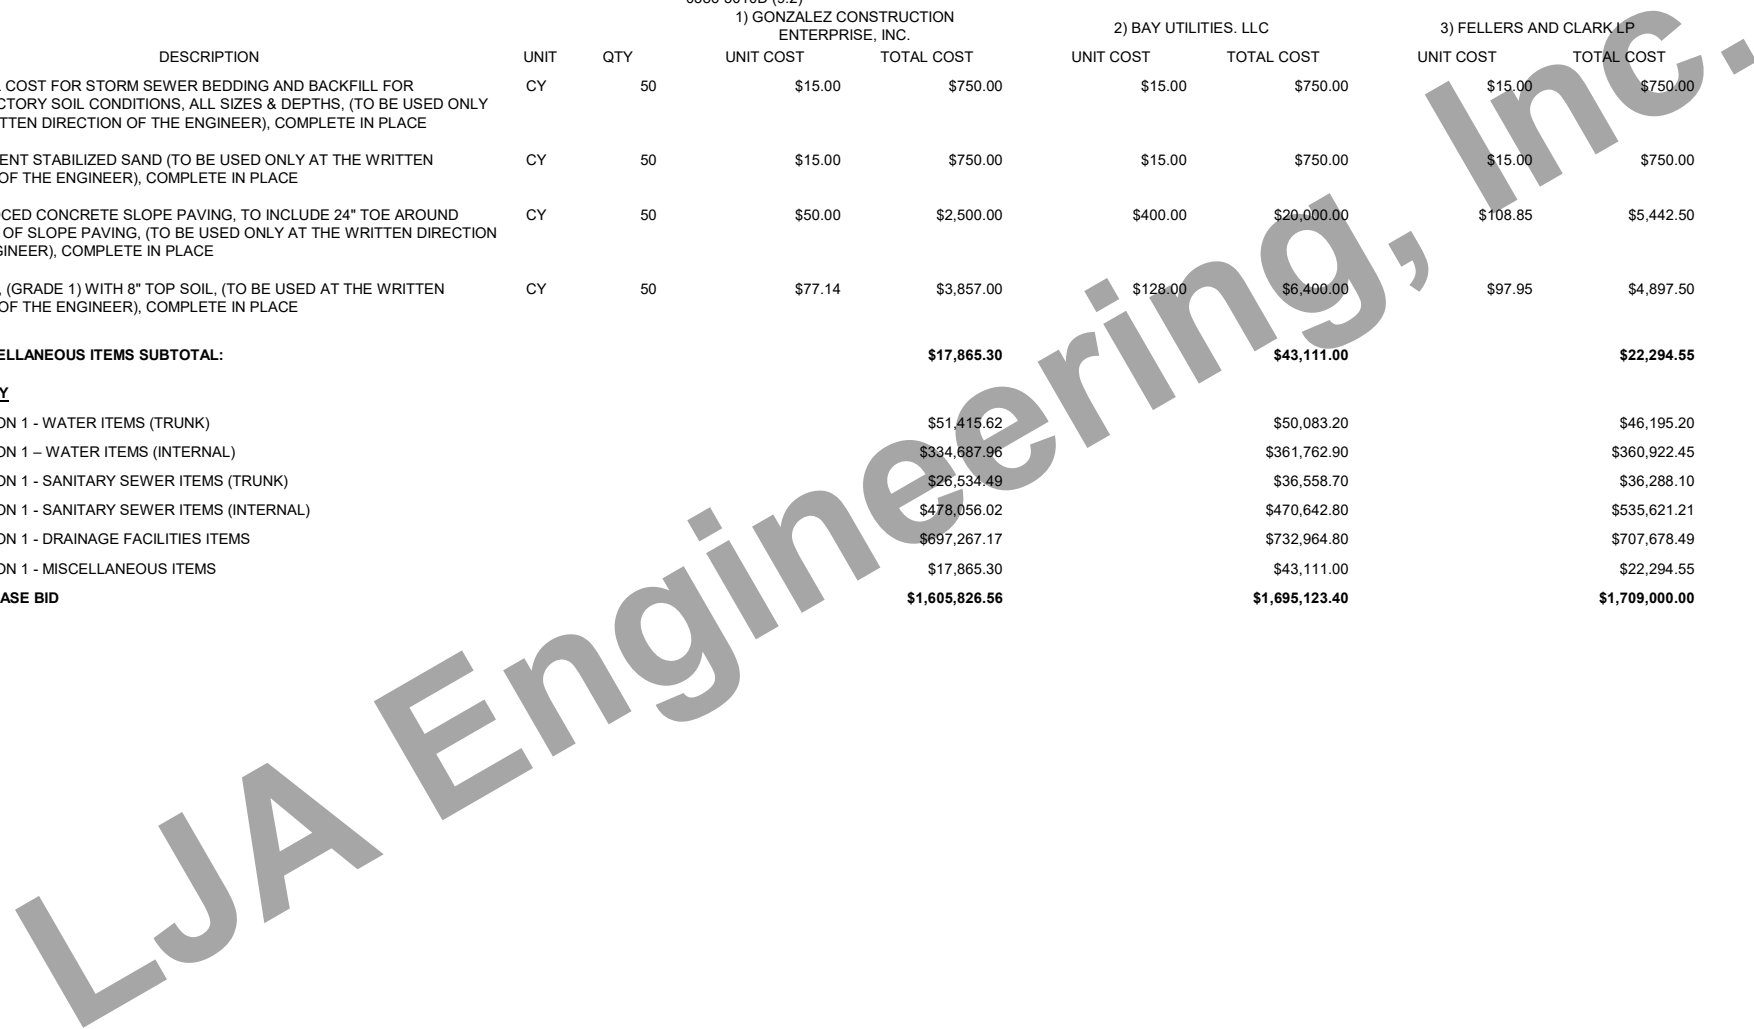 1) GONZALEZ CONSTRUCTION
ENTERPRISE, INC.
2) BAY UTILITIES. LLC
3) FELLERS AND CLARK LP
DESCRIPTION UNIT QTY UNIT COST TOTAL COST UNIT COST TOTAL COST UNIT COST TOTAL COST
COST FOR STORM SEWER BEDDING AND BACKFILL FOR CY 50 $15.00 $750.00 $15.00 $750.00 $15.00 $750.00
CTORY SOIL CONDITIONS, ALL SIZES & DEPTHS, (TO BE USED ONLY
TTEN DIRECTION OF THE ENGINEER), COMPLETE IN PLACE
ENT STABILIZED SAND (TO BE USED ONLY AT THE WRITTEN CY 50 $15.00 $750.00 $15.00 $750.00 $15.00 $750.00
OF THE ENGINEER), COMPLETE IN PLACE
CED CONCRETE SLOPE PAVING, TO INCLUDE 24" TOE AROUND CY 50 $50.00 $2,500.00 $400.00 $20,000.00 $108.85 $5,442.50
OF SLOPE PAVING, (TO BE USED ONLY AT THE WRITTEN DIRECTION
GINEER), COMPLETE IN PLACE
, (GRADE 1) WITH 8" TOP SOIL, (TO BE USED AT THE WRITTEN CY 50 $77.14 $3,857.00 $128.00 $6,400.00 $97.95 $4,897.50
OF THE ENGINEER), COMPLETE IN PLACE
ELLANEOUS ITEMS SUBTOTAL: $17,865.30 $43,111.00 $22,294.55
Y
ON 1 - WATER ITEMS (TRUNK) $51,415.62 $50,083.20 $46,195.20
ON 1 – WATER ITEMS (INTERNAL) $334,687.96 $361,762.90 $360,922.45
ON 1 - SANITARY SEWER ITEMS (TRUNK) $26,534.49 $36,558.70 $36,288.10
ON 1 - SANITARY SEWER ITEMS (INTERNAL) $478,056.02 $470,642.80 $535,621.21
ON 1 - DRAINAGE FACILITIES ITEMS $697,267.17 $732,964.80 $707,678.49
ON 1 - MISCELLANEOUS ITEMS $17,865.30 $43,111.00 $22,294.55
ASE BID $1,605,826.56 $1,695,123.40 $1,709,000.00
LJA Engineering, Inc.